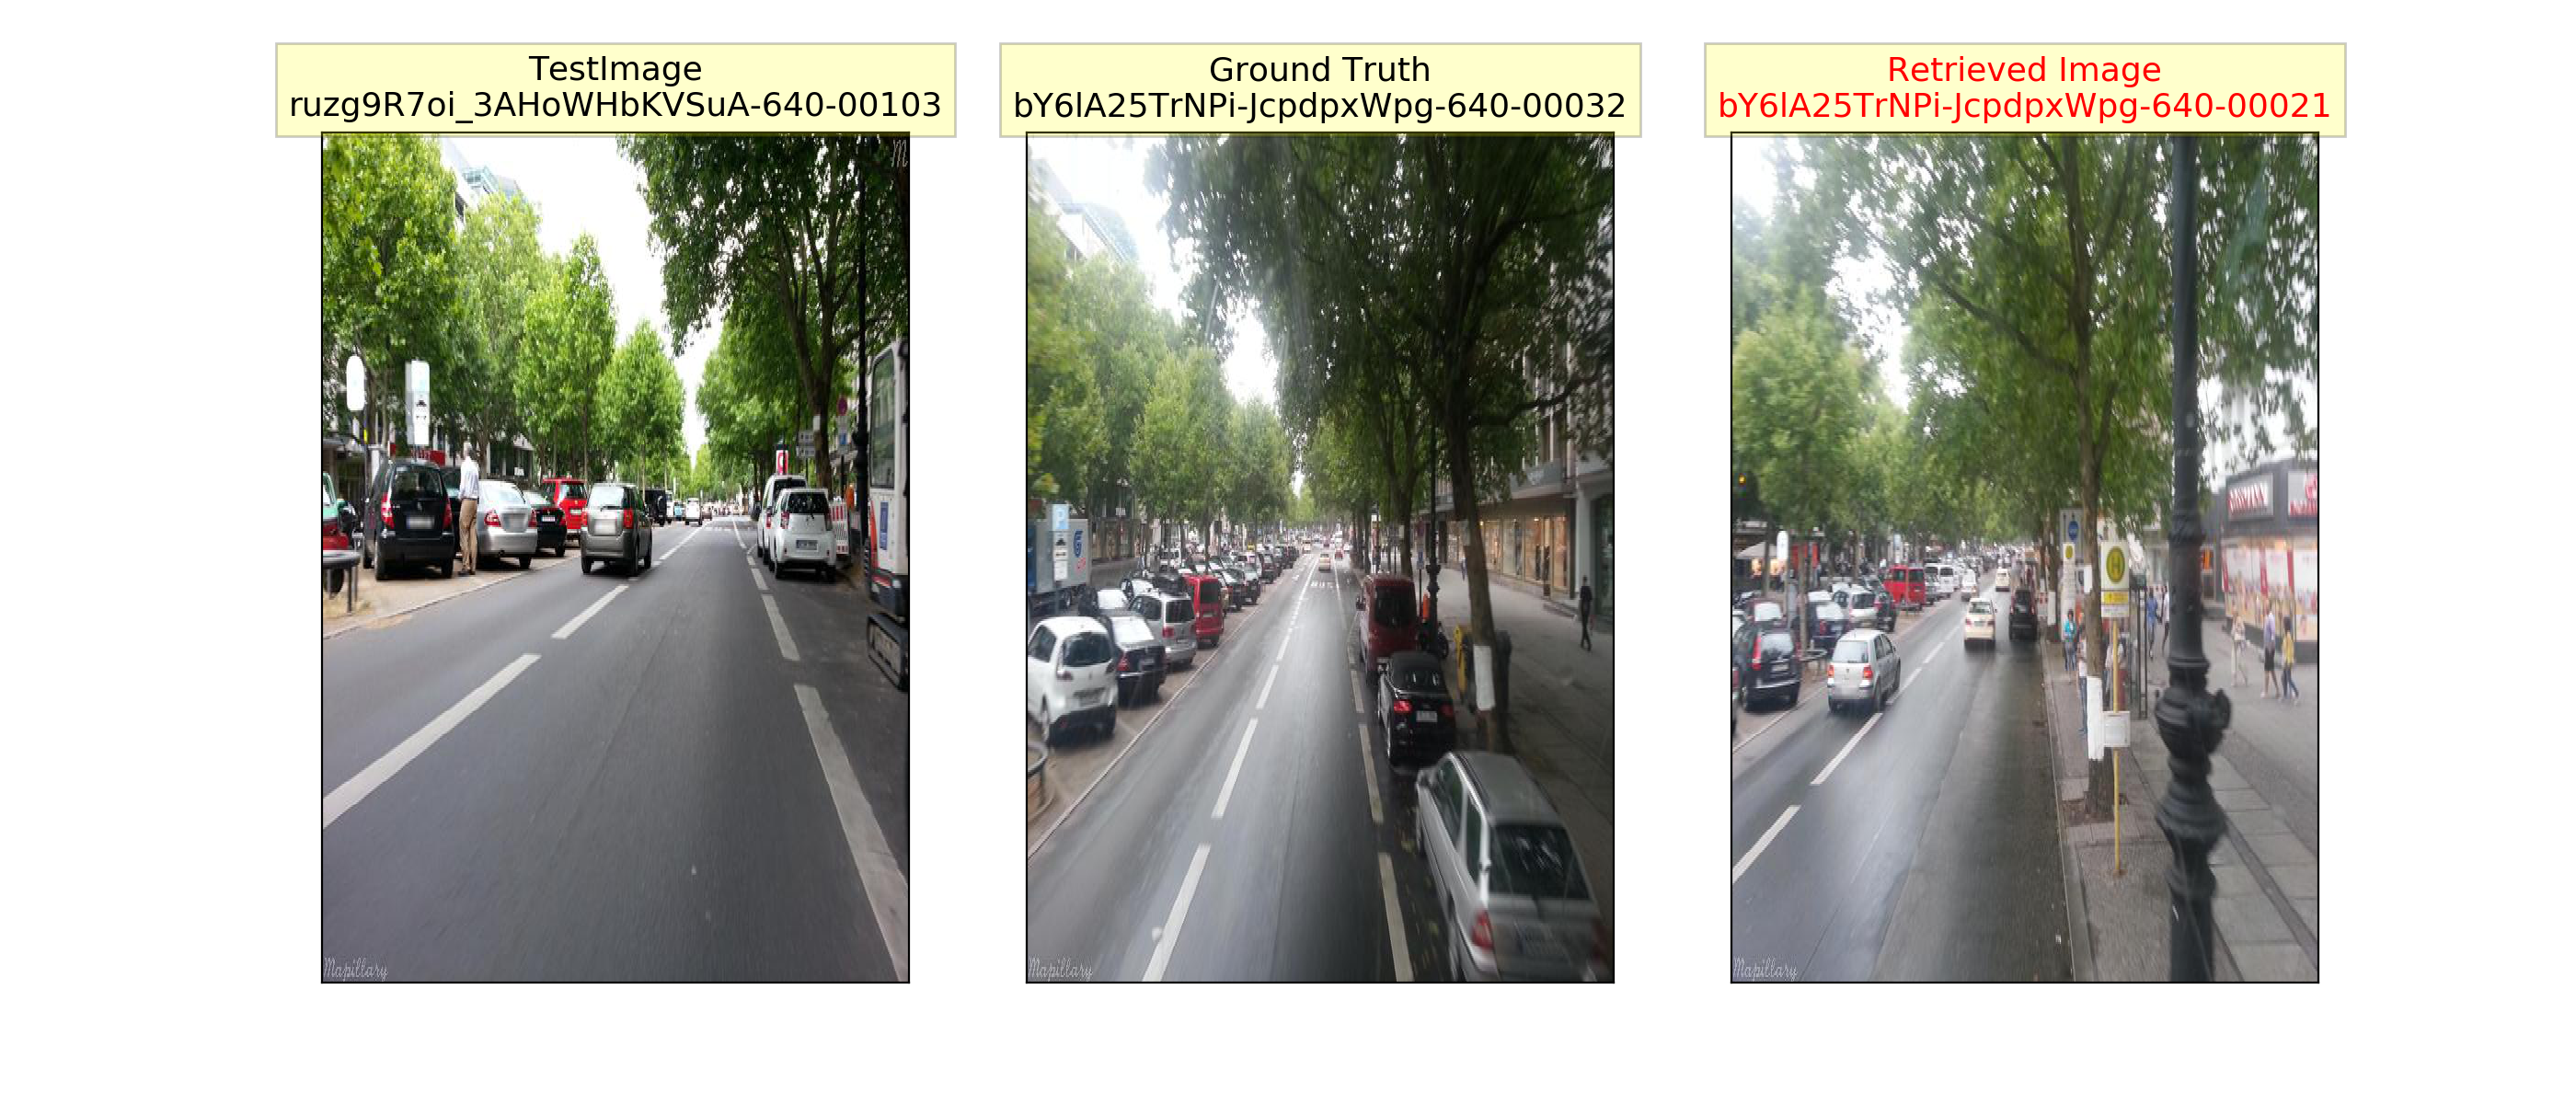 TestImage
ruzg9R7oi_3AHoWHbKVSuA-640-00103
Ground Truth
bY6lA25TrNPi-JcpdpxWpg-640-00032
Retrieved Image
bY6lA25TrNPi-JcpdpxWpg-640-00021
M
P
H
ROSSMANN
Mapillary
Mapillary
Mapillary